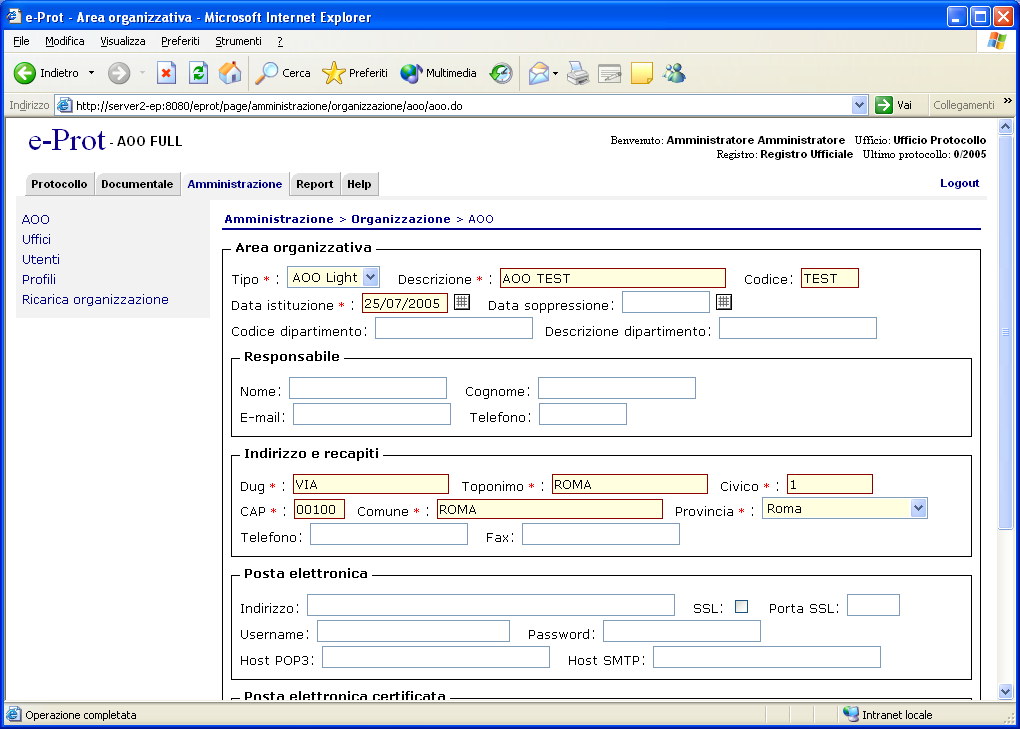 e-Prot - Area organizzativa - Microsoft Internet Explorer
File Modifica Visualizza Preferiti Strumenti ?
Indietro Cerca Preferiti Multimedia
Indirizzo http://server2-ep:8080/eprot/page/amministrazione/organizzazione/aoo/aoo.do Vai Collegamenti »
e-Prot - AOO FULL
Benvenuto: Amministratore Amministratore Ufficio: Ufficio Protocollo
Registro: Registro Ufficiale Ultimo protocollo: 0/2005
Protocollo Documentale Amministrazione Report Help Logout
AOO
Uffici
Utenti
Profili
Ricarica organizzazione
Amministrazione > Organizzazione > AOO
Area organizzativa
Tipo * : AOO Light Descrizione * : AOO TEST Codice: TEST
Data istituzione * : 25/07/2005 Data soppressione:
Codice dipartimento: Descrizione dipartimento:
Responsabile
Nome: Cognome:
E-mail: Telefono:
Indirizzo e recapiti
Dug * : VIA Toponimo * : ROMA Civico * : 1
CAP * : 00100 Comune * : ROMA Provincia * : Roma
Telefono: Fax:
Posta elettronica
Indirizzo: SSL: Porta SSL:
Username: Password:
Host POP3: Host SMTP:
Posta elettronica certificata
Operazione completata Intranet locale